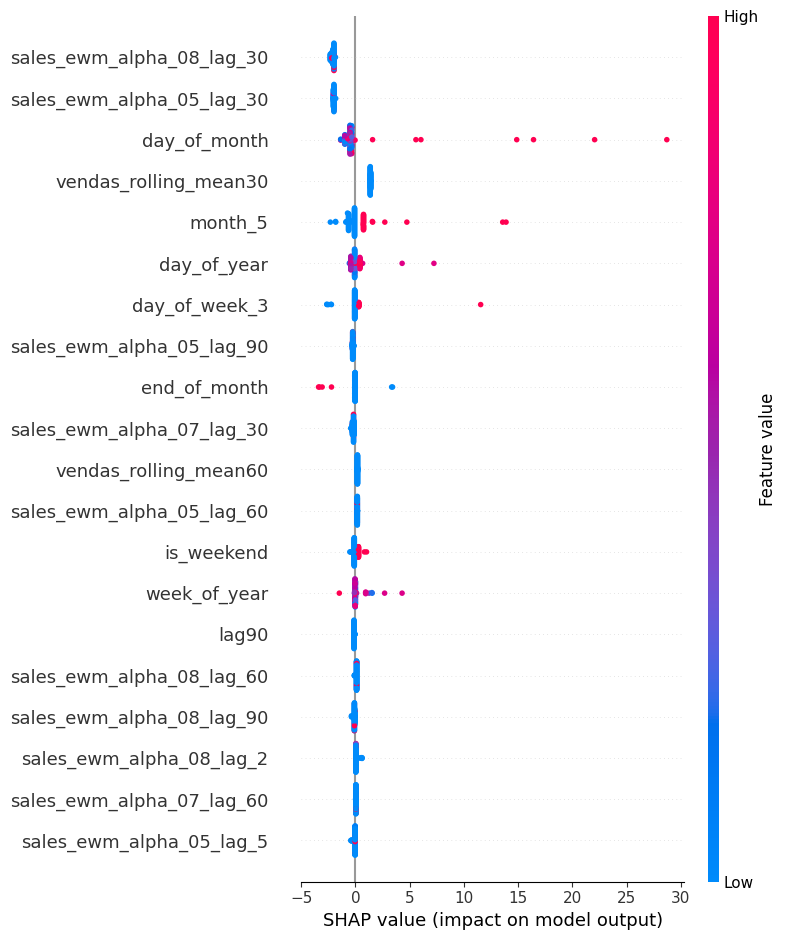 High
sales_ewm_alpha_08_lag_30
sales_ewm_alpha_05_lag_30
day_of_month
vendas_rolling_mean30
month_5
day_of_year
day_of_week_3
sales_ewm_alpha_05_lag_90
end_of_month
sales_ewm_alpha_07_lag_30
vendas_rolling_mean60
sales_ewm_alpha_05_lag_60
is_weekend
week_of_year
lag90
sales_ewm_alpha_08_lag_60
sales_ewm_alpha_08_lag_90
sales_ewm_alpha_08_lag_2
sales_ewm_alpha_07_lag_60
sales_ewm_alpha_05_lag_5
Feature value
Low
−5 0 5 10 15 20 25 30
SHAP value (impact on model output)